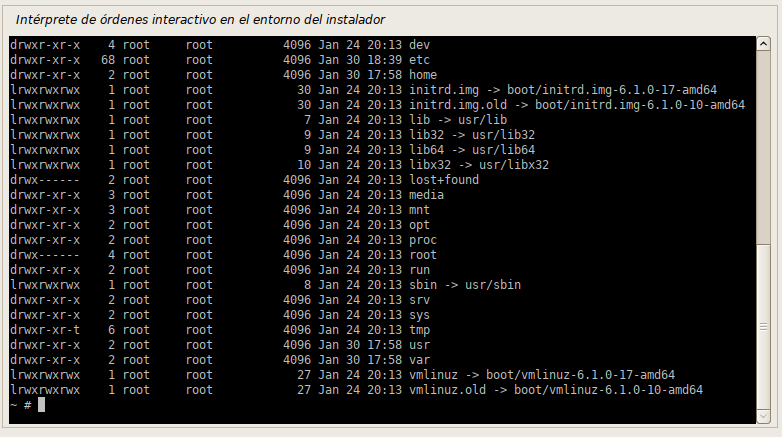 Intérprete de órdenes interactivo en el entorno del instalador
drwxr-xr-x 4 root root 4096 Jan 24 20:13 dev
drwxr-xr-x 68 root root 4096 Jan 30 18:39 etc
drwxr-xr-x 2 root root 4096 Jan 30 17:58 home
lrwxrwxrwx 1 root root 30 Jan 24 20:13 initrd.img -> boot/initrd.img-6.1.0-17-amd64
lrwxrwxrwx 1 root root 30 Jan 24 20:13 initrd.img.old -> boot/initrd.img-6.1.0-10-amd64
lrwxrwxrwx 1 root root 7 Jan 24 20:13 lib -> usr/lib
lrwxrwxrwx 1 root root 9 Jan 24 20:13 lib32 -> usr/lib32
lrwxrwxrwx 1 root root 9 Jan 24 20:13 lib64 -> usr/lib64
lrwxrwxrwx 1 root root 10 Jan 24 20:13 libx32 -> usr/libx32
drwx------ 2 root root 4096 Jan 24 20:13 lost+found
drwxr-xr-x 3 root root 4096 Jan 24 20:13 media
drwxr-xr-x 3 root root 4096 Jan 24 20:13 mnt
drwxr-xr-x 2 root root 4096 Jan 24 20:13 opt
drwxr-xr-x 2 root root 4096 Jan 24 20:13 proc
drwx------ 4 root root 4096 Jan 24 20:13 root
drwxr-xr-x 2 root root 4096 Jan 24 20:13 run
lrwxrwxrwx 1 root root 8 Jan 24 20:13 sbin -> usr/sbin
drwxr-xr-x 2 root root 4096 Jan 24 20:13 srv
drwxr-xr-x 2 root root 4096 Jan 24 20:13 sys
drwxr-xr-t 6 root root 4096 Jan 24 20:13 tmp
drwxr-xr-x 2 root root 4096 Jan 30 17:58 usr
drwxr-xr-x 2 root root 4096 Jan 30 17:58 var
lrwxrwxrwx 1 root root 27 Jan 24 20:13 vmlinuz -> boot/vmlinuz-6.1.0-17-amd64
lrwxrwxrwx 1 root root 27 Jan 24 20:13 vmlinuz.old -> boot/vmlinuz-6.1.0-10-amd64
~ #